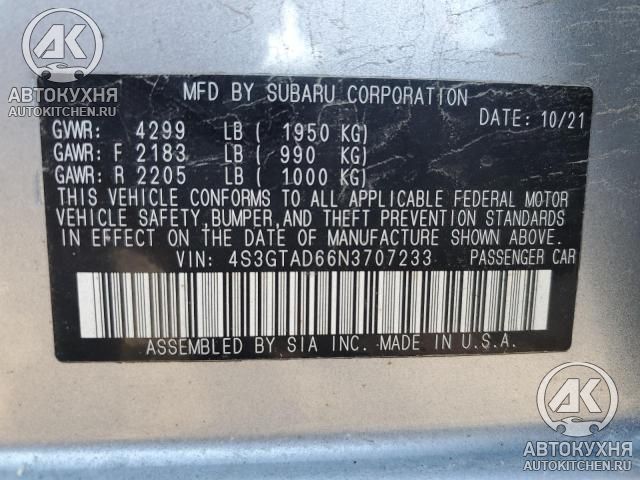 AK
АВТОКУХНЯ
AUTOKITCHEN.RU
MFD BY SUBARU CORPORATION
DATE: 10/21
GVWR: 4299 LB ( 1950 KG)
GAWR: F 2183 LB ( 990 KG)
GAWR: R 2205 LB ( 1000 KG)
THIS VEHICLE CONFORMS TO ALL APPLICABLE FEDERAL MOTOR
VEHICLE SAFETY,BUMPER,AND THEFT PREVENTION STANDARDS
IN EFFECT ON THE DATE OF MANUFACTURE SHOWN ABOVE.
VIN: 4S3GTAD66N3707233 PASSENGER CAR
ASSEMBLED BY SIA INC. MADE IN U.S.A.
AK
АВТОКУХНЯ
AUTOKITCHEN.RU